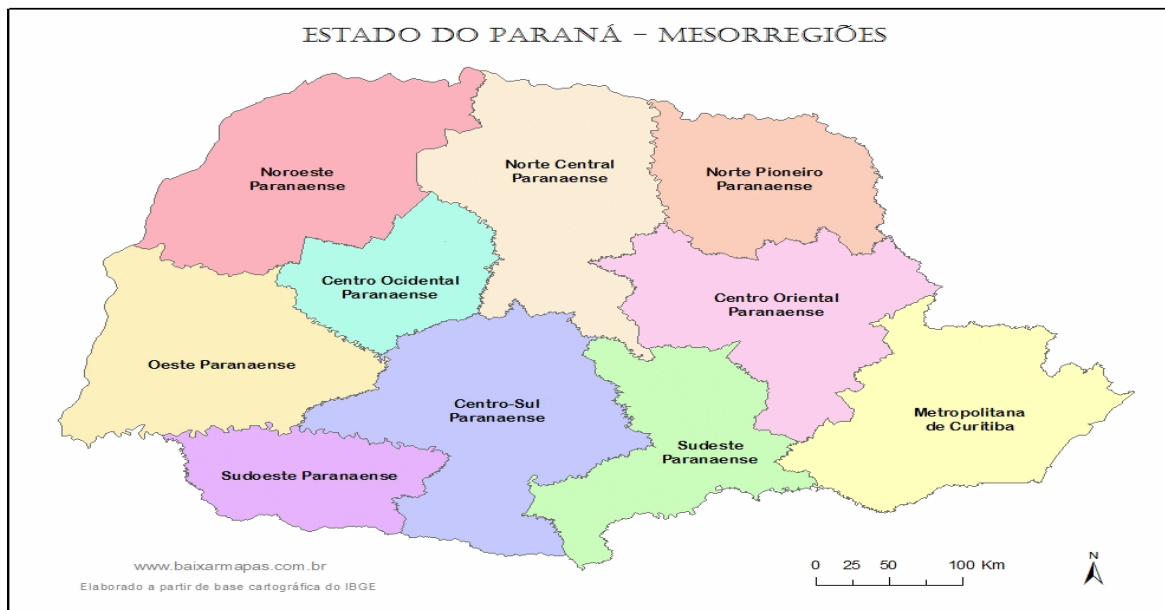 ESTADO DO PARANÁ - MESORREGIÕES
Noroeste
Paranaense
Norte Central
Paranaense
Norte Pioneiro
Paranaense
Centro Ocidental
Paranaense
Centro Oriental
Paranaense
Oeste Paranaense
Centro-Sul
Paranaense
Metropolitana
de Curitiba
Sudeste
Paranaense
Sudoeste Paranaense
www.baixarmapas.com.br
Elaborado a partir de base cartográfica do IBGE
0 25 50 100 Km
N